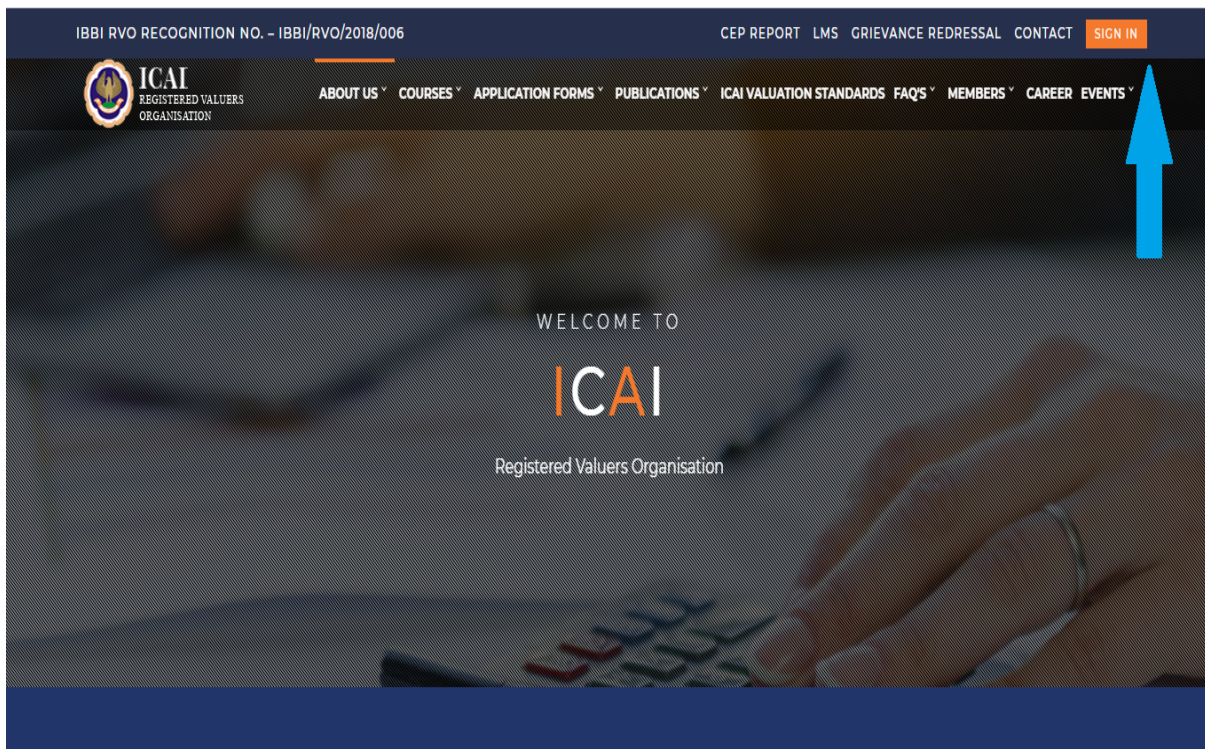 IBBI RVO RECOGNITION NO. – IBBI/RVO/2018/006 CEP REPORT LMS GRIEVANCE REDRESSAL CONTACT SIGN IN
ICAI
REGISTERED VALUERS
ORGANISATION
ABOUT US COURSES APPLICATION FORMS PUBLICATIONS ICAI VALUATION STANDARDS FAQ'S MEMBERS CAREER EVENTS
WELCOME TO
ICAI
Registered Valuers Organisation